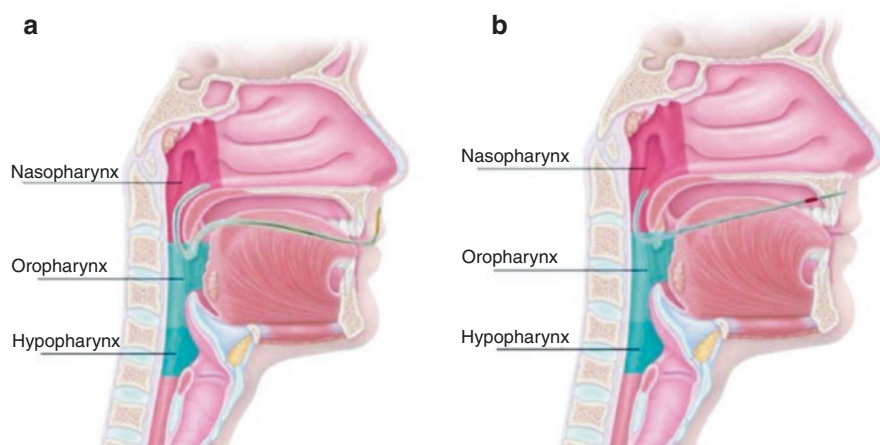 a
Nasopharynx
Oropharynx
Hypopharynx
b
Nasopharynx
Oropharynx
Hypopharynx